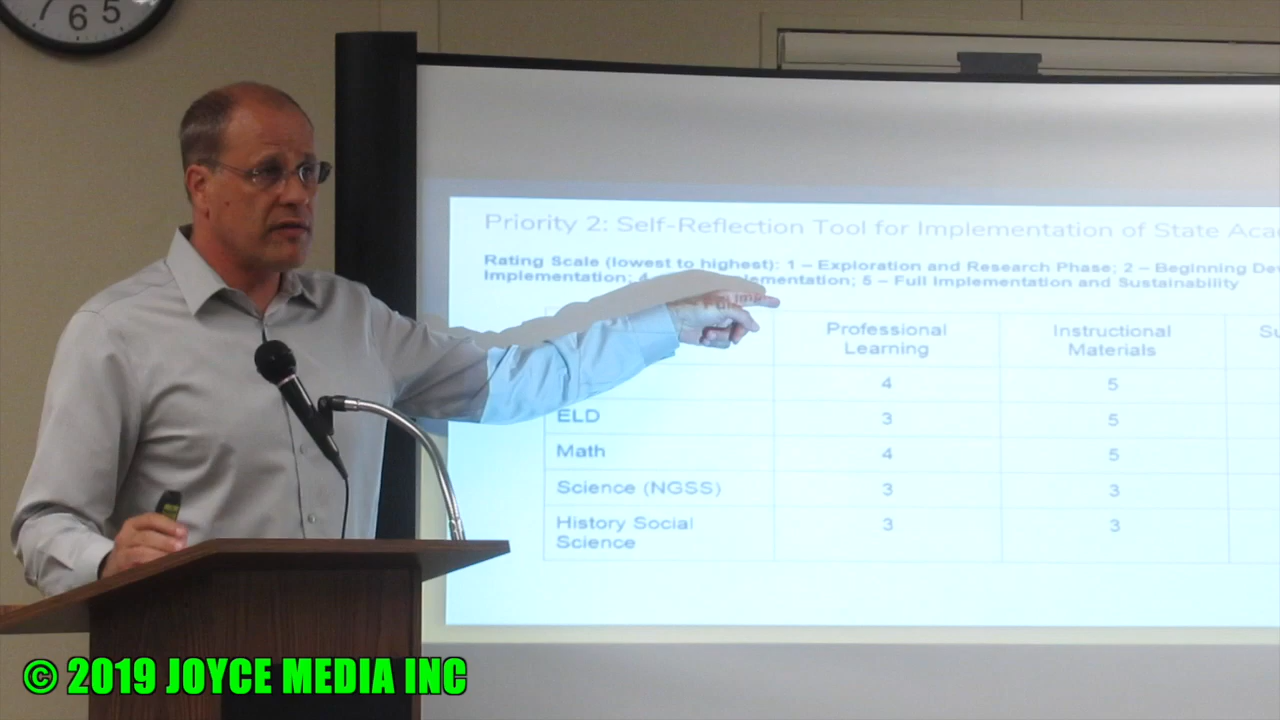 7 6 5
Priority 2: Self-Reflection Tool for Implementation of State Aca
Rating Scale (lowest to highest): 1 – Exploration and Research Phase; 2 – Beginning De
Implementation; 4 ementation; 5 – Full Implementation and Sustainability
Professional Learning Instructional Materials Su
4 5
ELD 3 5
Math 4 5
Science (NGSS) 3 3
History Social Science 3 3
© 2019 JOYCE MEDIA INC